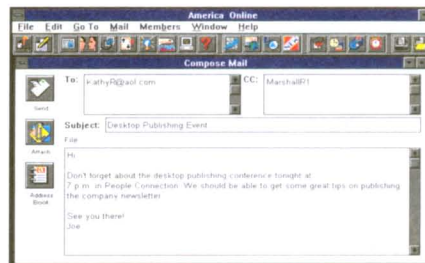 America Online
File Edit Go To Mail Members Window Help
Compose Mail
To: KathyR@aol.com CC: MarshallR1
Send
Subject: Desktop Publishing Event
File
Attach
Hi
Don't forget about the desktop publishing conference tonight at
7 p.m. in People Connection. We should be able to get some great tips on publishing
the company newsletter
Address
Book
See you there!
Joe